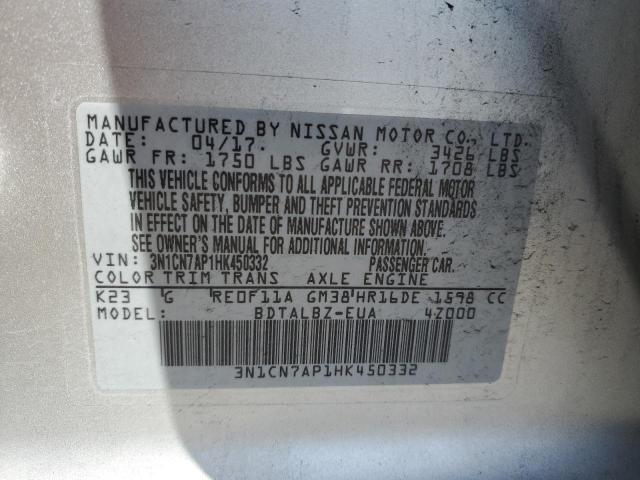 MANUFACTURED BY NISSAN MOTOR CO., LTD.
DATE: 04/17. GVWR: 3426 LBS
GAWR FR: 1750 LBS GAWR RR: 1708 LBS
THIS VEHICLE CONFORMS TO ALL APPLICABLE FEDERAL MOTOR
VEHICLE SAFETY, BUMPER AND THEFT PREVENTION STANDARDS
IN EFFECT ON THE DATE OF MANUFACTURE SHOWN ABOVE.
SEE OWNER'S MANUAL FOR ADDITIONAL INFORMATION.
VIN: 3N1CN7AP1HK450332 PASSENGER CAR.
COLOR TRIM TRANS AXLE ENGINE
K23 G RE0F11A GM38 HR16DE 1598 CC
MODEL: BDTALBZ-EUA 4Z000
3N1CN7AP1HK450332